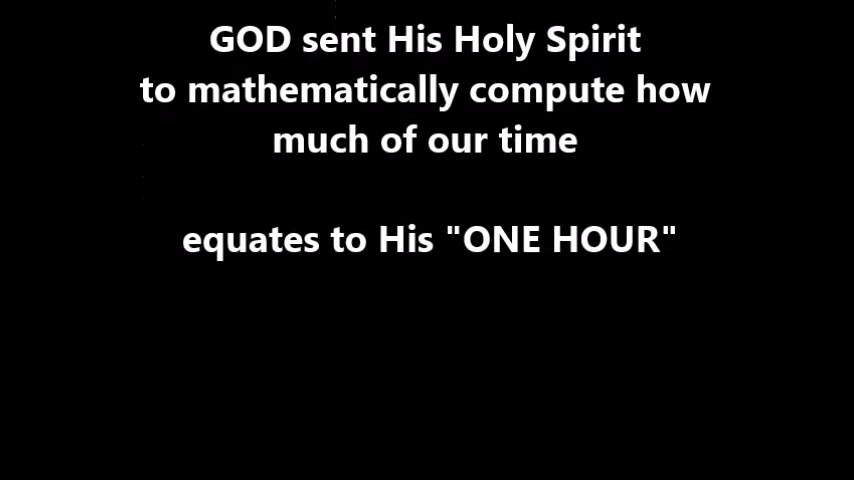 GOD sent His Holy Spirit
to mathematically compute how
much of our time
equates to His "ONE HOUR"